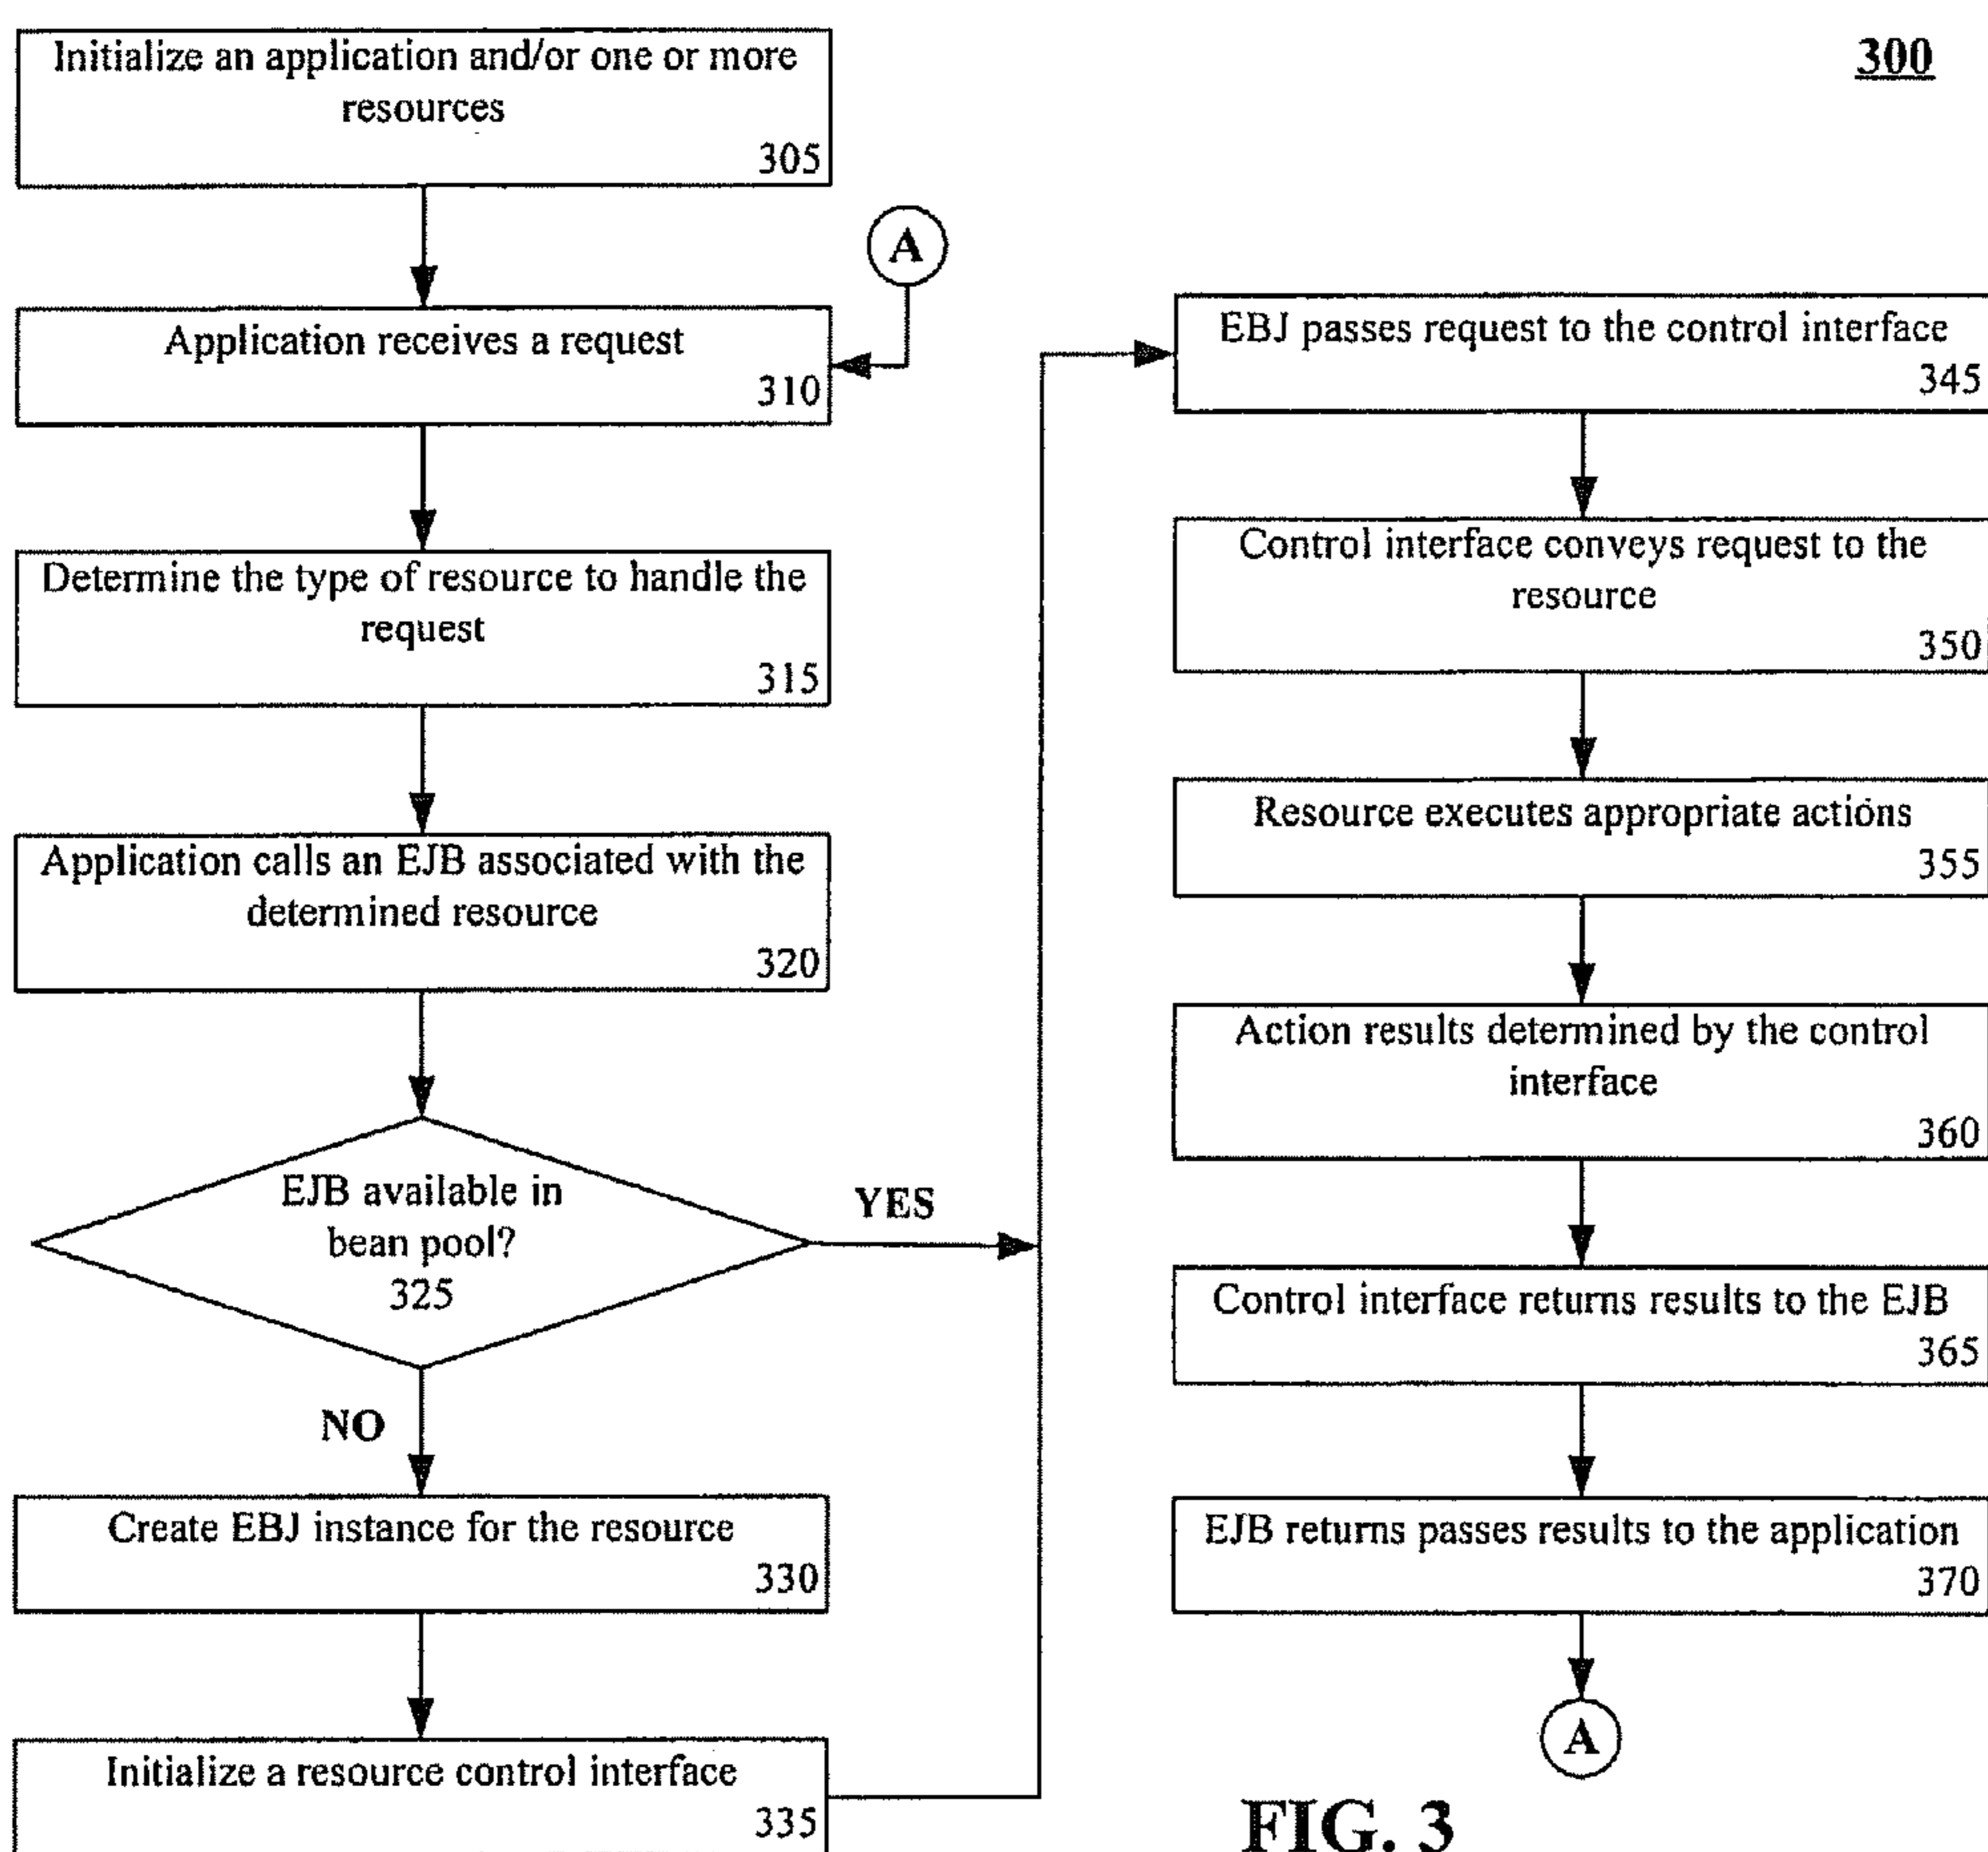 300
Initialize an application and/or one or more
resources
305
A
Application receives a request
310
Determine the type of resource to handle the
request
315
Application calls an EJB associated with the
determined resource
320
EJB available in
bean pool?
325
YES
NO
Create EBJ instance for the resource
330
Initialize a resource control interface
335
EBJ passes request to the control interface
345
Control interface conveys request to the
resource
350
Resource executes appropriate actions
355
Action results determined by the control
interface
360
Control interface returns results to the EJB
365
EJB returns passes results to the application
370
A
FIG. 3